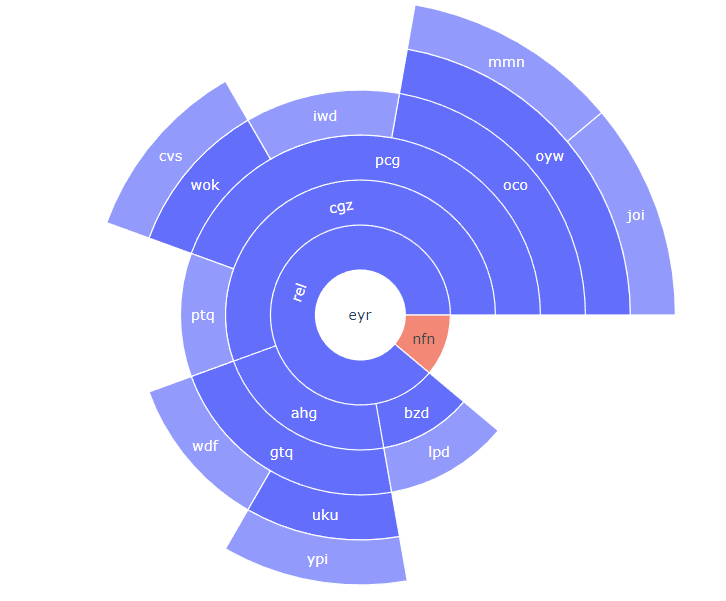 mmn
iwd
cvs
oyw
pcg
wok
oco
cgz
joi
rel
eyr
ptq
nfn
ahg
bzd
wdf
gtq
lpd
uku
ypi